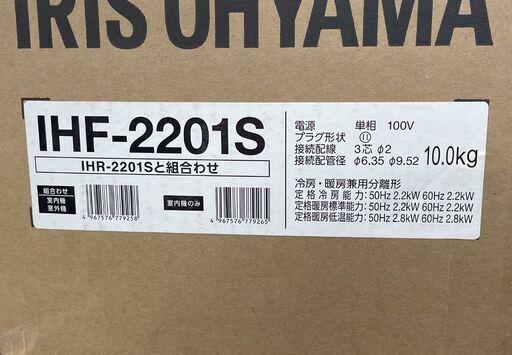 IRIS OHYAMA
IHF-2201S
IHR-2201Sと組合わせ
組合わせ
室内機
室外機
4 967576 779258
室内機のみ
4 967576 779265
電源 単相 100V
プラグ形状 ⑪
接続配線 3芯 φ2
接続配管径 φ6.35 φ9.52 10.0kg
冷房・暖房兼用分離形
定格冷房能力: 50Hz 2.2kW 60Hz 2.2kW
定格暖房標準能力: 50Hz 2.2kW 60Hz 2.2kW
定格暖房低温能力: 50Hz 2.8kW 60Hz 2.8kW